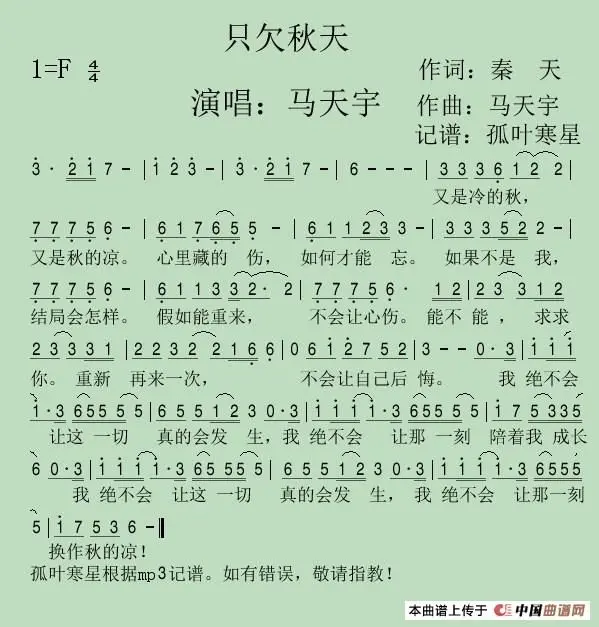 只欠秋天
1=F 4/4
作词：秦　天
演唱：马天宇
作曲：马天宇
记谱：孤叶寒星
3 · 2 1 7 - | 1 2 3 - | 3 · 2 1 7 - | 6 - - - | 3 3 3 6 1 2 2 |
又是冷的秋，
7 7 7 5 6 - | 6 1 7 6 5 5 - | 6 1 1 2 3 3 - | 3 3 3 5 1 2 2 |
又是秋的凉。 心里藏的 伤， 如何才能 忘。 如果不是 我，
7 7 7 5 6 - | 6 1 1 3 3 2 · 2 | 7 7 7 5 6 · 1 2 | 2 3 3 1 2
结局会怎样。 假如能重来， 不会让心伤。 能不能 ，求求
2 3 3 3 1 | 2 2 2 3 2 2 1 6 | 0 6 1 2 7 5 2 | 3 - - 0 · 3 | 1 1 1
你。 重新 再来一次， 不会让自己后 悔。 我 绝不会
1 · 3 6 5 5 5 5 | 6 5 5 1 2 3 0 · 3 | 1 1 1 1 · 3 6 5 5 5 5 | 1 7 5 3 3 5
让这 一切 真的会发 生，我 绝不会 让那 一刻 陪着我 成长
6 0 · 3 | 1 1 1 1 · 3 6 5 5 5 5 | 6 5 5 1 2 3 0 · 3 | 1 1 1 1 · 3 6 5 5 5
我 绝不会 让这 一切 真的会发 生，我 绝不会 让那一刻
5 | 1 7 5 3 6 - ‖
换作秋的凉！
孤叶寒星根据mp3记谱。如有错误，敬请指教！
本曲谱上传于 中国曲谱网